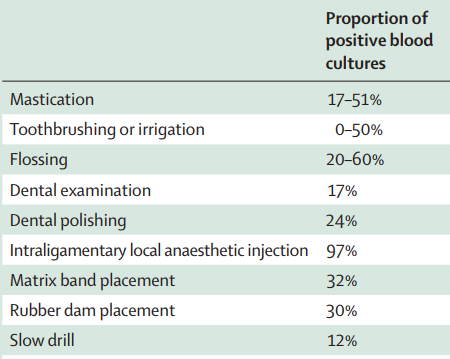 Proportion of
positive blood
cultures
Mastication 17–51%
Toothbrushing or irrigation 0–50%
Flossing 20–60%
Dental examination 17%
Dental polishing 24%
Intraligamentary local anaesthetic injection 97%
Matrix band placement 32%
Rubber dam placement 30%
Slow drill 12%